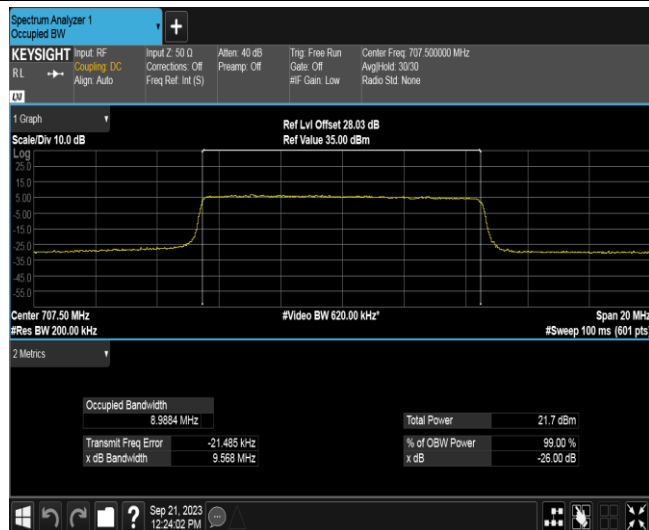 Spectrum Analyzer 1
Occupied BW
KEYSIGHT
RL
LXI
Input: RF
Coupling: DC
Align: Auto
Input Z: 50 Ω
Corrections: Off
Freq Ref: Int (S)
Atten: 40 dB
Preamp: Off
Trig: Free Run
Gate: Off
#IF Gain: Low
Center Freq: 707.500000 MHz
Avg|Hold: 30/30
Radio Std: None
1 Graph
Scale/Div 10.0 dB
Ref Lvl Offset 28.03 dB
Ref Value 35.00 dBm
Log
25.0
15.0
5.00
-5.00
-15.0
-25.0
-35.0
-45.0
-55.0
Center 707.50 MHz
#Video BW 620.00 kHz*
Span 20 MHz
#Res BW 200.00 kHz
#Sweep 100 ms (601 pts)
2 Metrics
Occupied Bandwidth
8.9884 MHz
Total Power 21.7 dBm
Transmit Freq Error -21.485 kHz
% of OBW Power 99.00 %
x dB Bandwidth 9.568 MHz
x dB -26.00 dB
?
Sep 21, 2023
12:24:02 PM